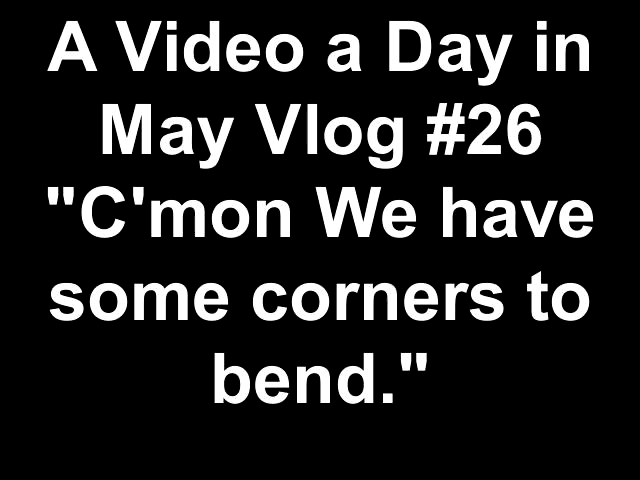 A Video a Day in
May Vlog #26
"C'mon We have
some corners to
bend."